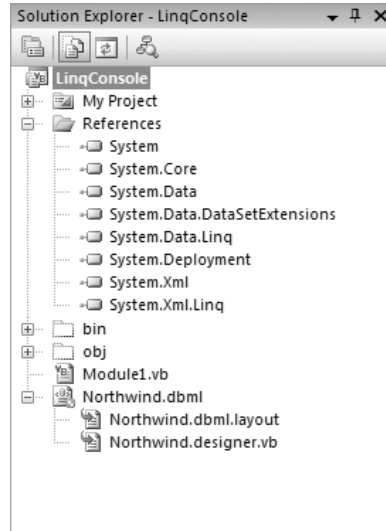 Solution Explorer - LinqConsole
LinqConsole
My Project
References
System
System.Core
System.Data
System.Data.DataSetExtensions
System.Data.Linq
System.Deployment
System.Xml
System.Xml.Linq
bin
obj
Module1.vb
Northwind.dbml
Northwind.dbml.layout
Northwind.designer.vb